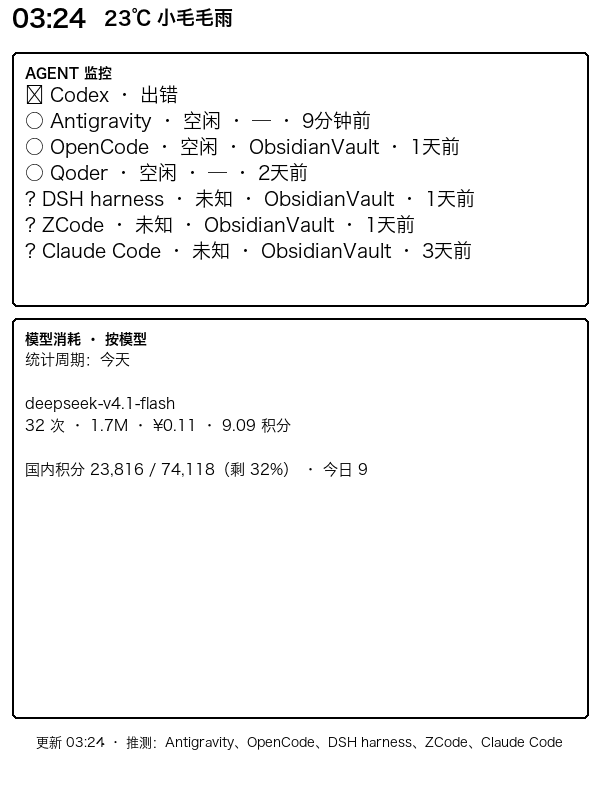 03:24 23℃ 小毛毛雨
AGENT 监控
☒ Codex · 出错
○ Antigravity · 空闲 · — · 9分钟前
○ OpenCode · 空闲 · ObsidianVault · 1天前
○ Qoder · 空闲 · — · 2天前
? DSH harness · 未知 · ObsidianVault · 1天前
? ZCode · 未知 · ObsidianVault · 1天前
? Claude Code · 未知 · ObsidianVault · 3天前
模型消耗 · 按模型
统计周期：今天
deepseek-v4.1-flash
32 次 · 1.7M · ¥0.11 · 9.09 积分
国内积分 23,816 / 74,118（剩 32%） · 今日 9
更新 03:24 · 推测：Antigravity、OpenCode、DSH harness、ZCode、Claude Code